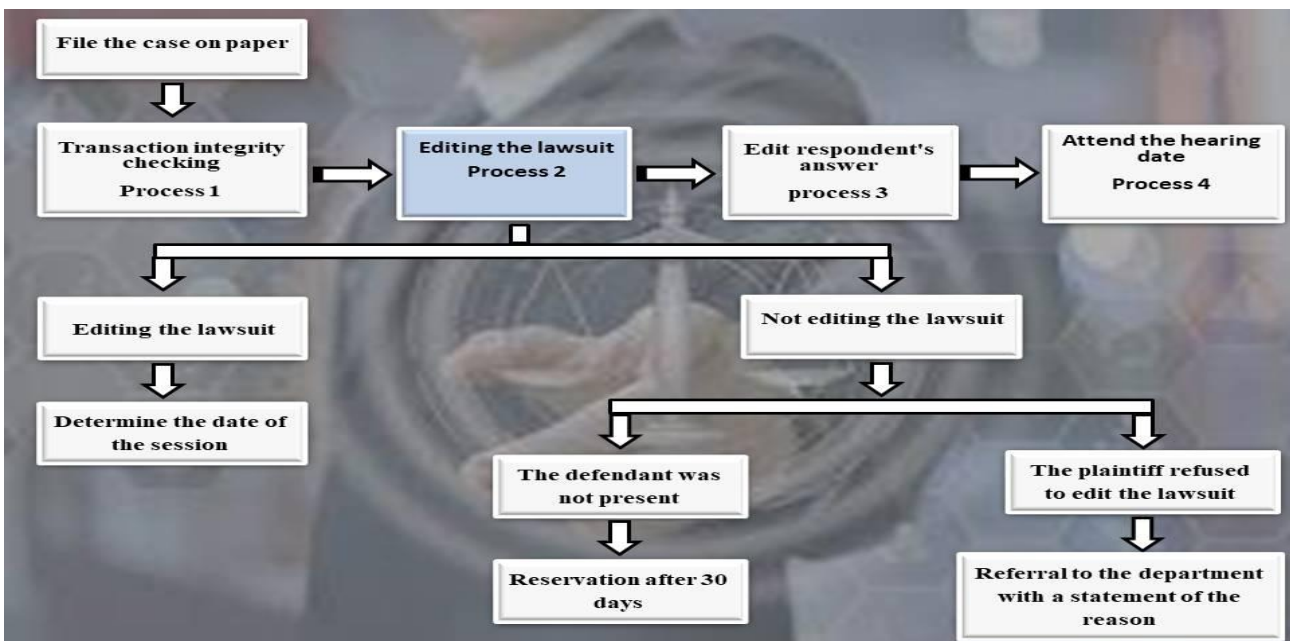 File the case on paper
Transaction integrity
checking
Process 1
Editing the lawsuit
Process 2
Edit respondent's
answer
process 3
Attend the hearing
date
Process 4
Editing the lawsuit
Not editing the lawsuit
Determine the date of
the session
The defendant was
not present
The plaintiff refused
to edit the lawsuit
Reservation after 30
days
Referral to the department
with a statement of the
reason